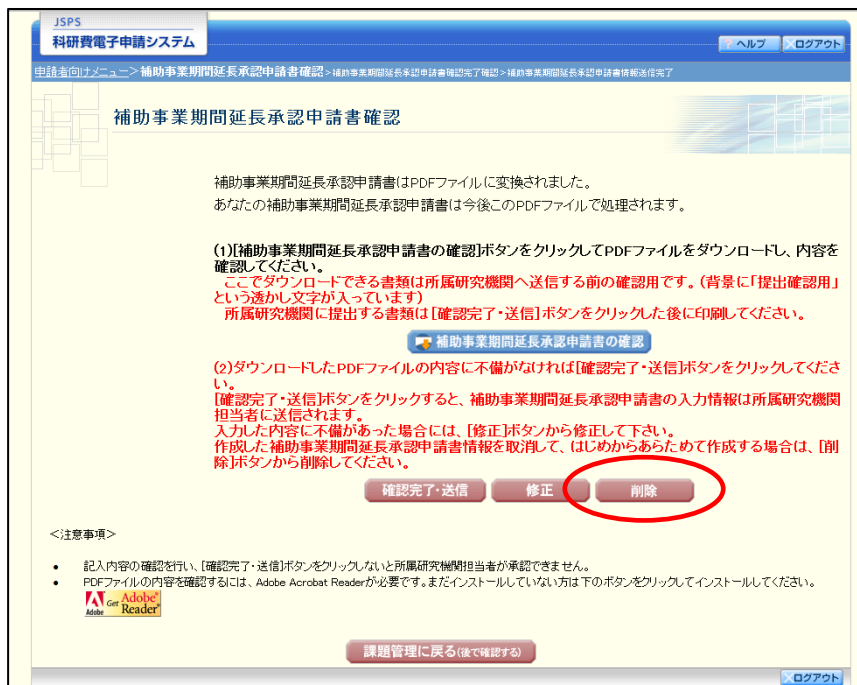 JSPS
科研費電子申請システム
? ヘルプ
ログアウト
申請者向けメニュー>補助事業期間延長承認申請書確認>補助事業期間延長承認申請書確認完了確認>補助事業期間延長承認申請書情報送信完了
補助事業期間延長承認申請書確認
補助事業期間延長承認申請書はPDFファイルに変換されました。
あなたの補助事業期間延長承認申請書は今後このPDFファイルで処理されます。
(1)[補助事業期間延長承認申請書の確認]ボタンをクリックしてPDFファイルをダウンロードし、内容を
確認してください。
ここでダウンロードできる書類は所属研究機関へ送信する前の確認用です。(背景に「提出確認用」
という透かし文字が入っています)
所属研究機関に提出する書類は[確認完了・送信]ボタンをクリックした後に印刷してください。
補助事業期間延長承認申請書の確認
(2)ダウンロードしたPDFファイルの内容に不備がなければ[確認完了・送信]ボタンをクリックしてくださ
い。
[確認完了・送信]ボタンをクリックすると、補助事業期間延長承認申請書の入力情報は所属研究機関
担当者に送信されます。
入力した内容に不備があった場合には、[修正]ボタンから修正して下さい。
作成した補助事業期間延長承認申請書情報を取消して、はじめからあらためて作成する場合は、[削
除]ボタンから削除してください。
確認完了・送信
修正
削除
<注意事項>
• 記入内容の確認を行い、[確認完了・送信]ボタンをクリックしないと所属研究機関担当者が承認できません。
• PDFファイルの内容を確認するには、Adobe Acrobat Readerが必要です。まだインストールしていない方は下のボタンをクリックしてインストールしてください。
Adobe Get Adobe® Reader®
課題管理に戻る(後で確認する)
ログアウト